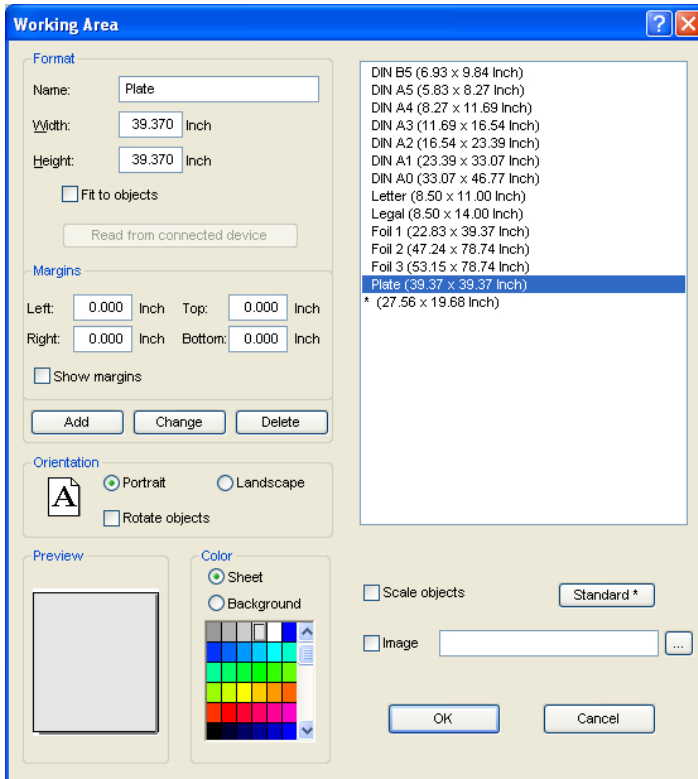 Working Area
Format
Name: Plate
Width: 39.370 Inch
Height: 39.370 Inch
Fit to objects
Read from connected device
Margins
Left: 0.000 Inch Top: 0.000 Inch
Right: 0.000 Inch Bottom: 0.000 Inch
Show margins
Add Change Delete
Orientation
A Portrait Landscape
Rotate objects
Preview
Color
Sheet
Background
DIN B5 (6.93 x 9.84 Inch)
DIN A5 (5.83 x 8.27 Inch)
DIN A4 (8.27 x 11.69 Inch)
DIN A3 (11.69 x 16.54 Inch)
DIN A2 (16.54 x 23.39 Inch)
DIN A1 (23.39 x 33.07 Inch)
DIN A0 (33.07 x 46.77 Inch)
Letter (8.50 x 11.00 Inch)
Legal (8.50 x 14.00 Inch)
Foil 1 (22.83 x 39.37 Inch)
Foil 2 (47.24 x 78.74 Inch)
Foil 3 (53.15 x 78.74 Inch)
Plate (39.37 x 39.37 Inch)
* (27.56 x 19.68 Inch)
Scale objects Standard *
Image ...
OK Cancel